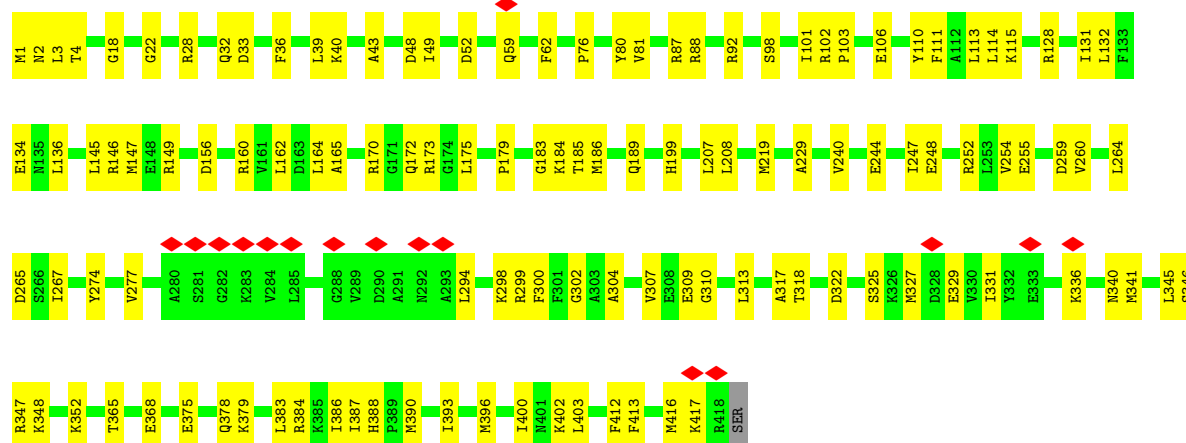 M1 N2 L3 T4 G18 G22 R28 Q32 D33 F36 L39 K40 A43 D48 I49 D52 Q59 F62 P76 Y80 V81 R87 R88 R92 S98 I101 R102 P103 E106 Y110 F111 A112 L113 L114 K115 R128 I131 L132 F133
E134 N135 L136 L145 R146 M147 E148 R149 D156 R160 V161 L162 D163 L164 A165 R170 G171 Q172 R173 G174 L175 P179 G183 K184 T185 M186 Q189 H199 L207 L208 M219 A229 V240 E244 I247 E248 R252 L253 V254 E255 D259 V260 L264
D265 S266 I267 Y274 V277 A280 S281 G282 K283 V284 L285 G288 V289 D290 A291 N292 A293 L294 K298 R299 F300 F301 G302 A303 A304 V307 E308 E309 G310 L313 A317 T318 D322 S325 K326 M327 D328 E329 V330 I331 Y332 E333 K336 N340 M341 L345 S346
R347 K348 K352 T365 E368 E375 Q378 K379 L383 R384 K385 I386 I387 H388 P389 M390 I393 M396 I400 N401 K402 L403 F412 F413 M416 K417 R418 SER